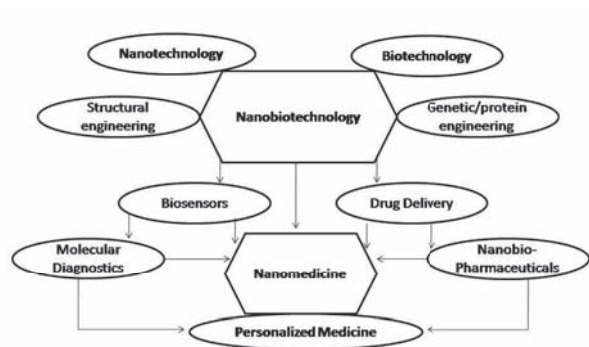 Nanotechnology
Biotechnology
Structural
engineering
Nanobiotechnology
Genetic/protein
engineering
Biosensors
Drug Delivery
Molecular
Diagnostics
Nanomedicine
Nanobio-
Pharmaceuticals
Personalized Medicine